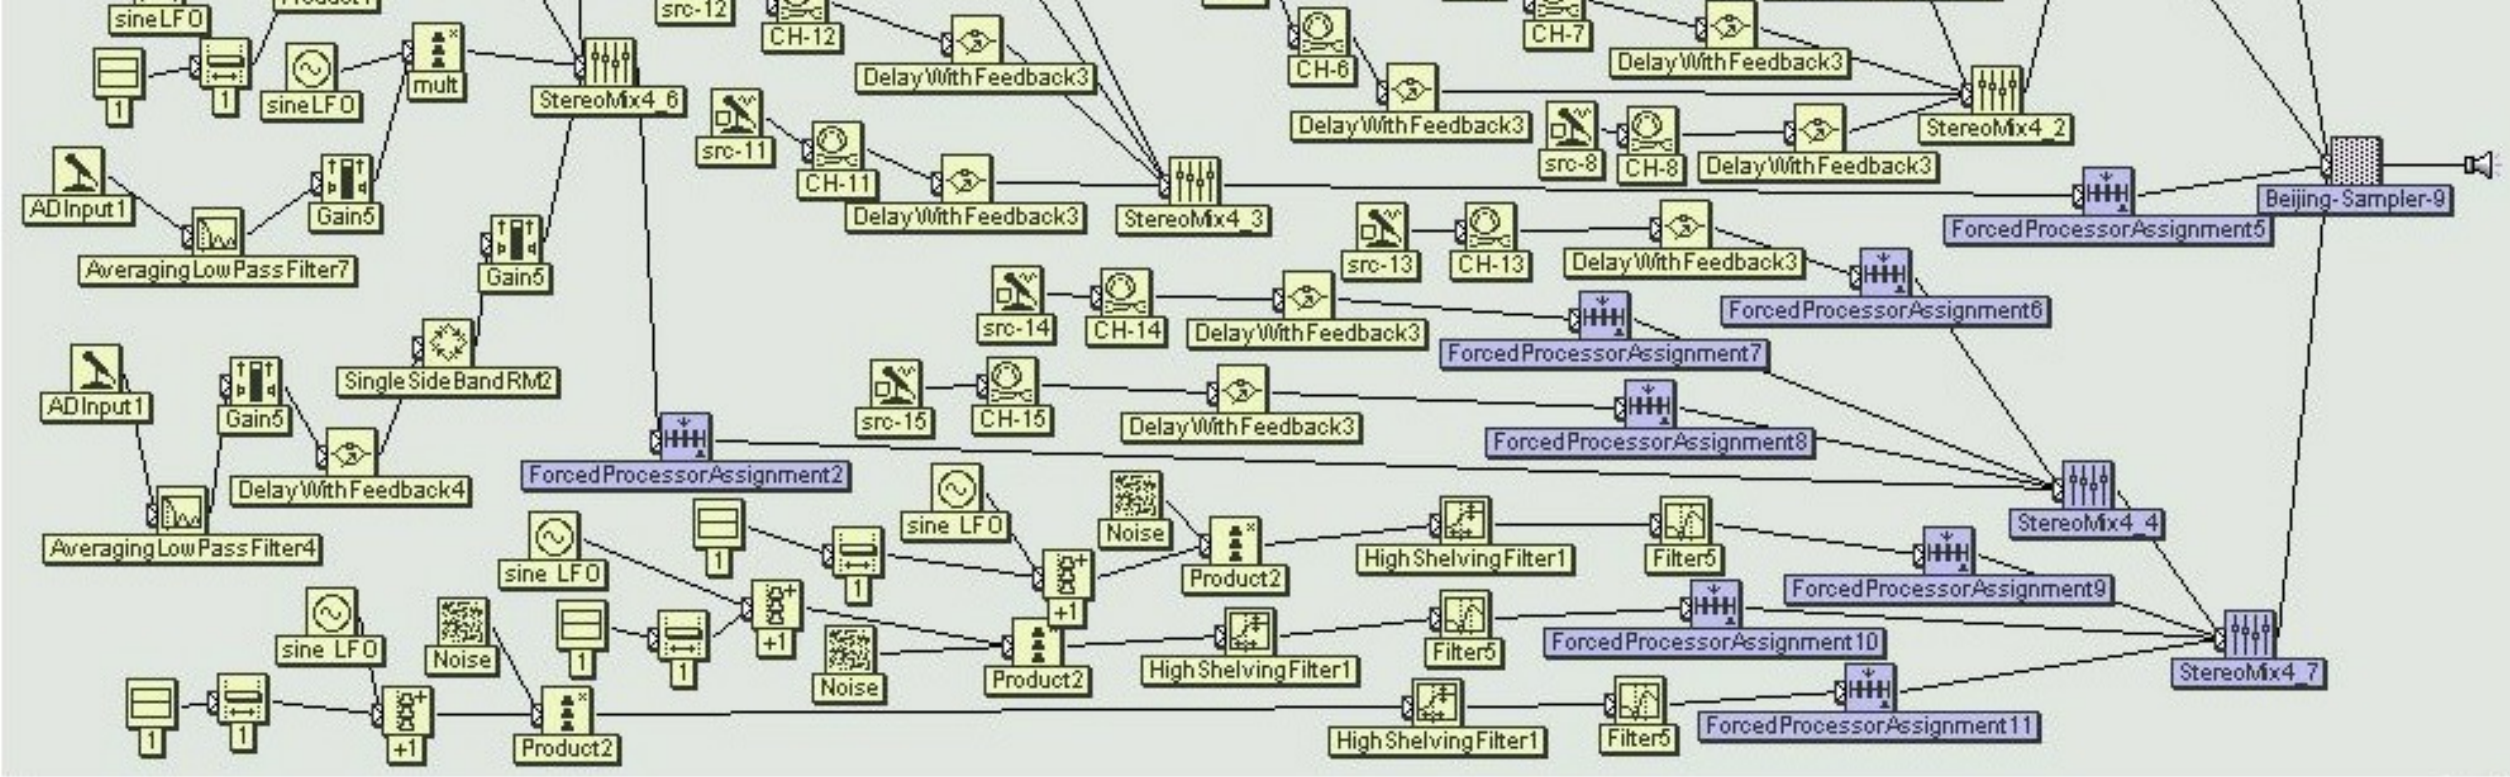 sineLFO
Product1
src-12
CH-12
CH-7
1
1
sineLFO
mult
StereoMix4_6
DelayWithFeedback3
CH-6
DelayWithFeedback3
DelayWithFeedback3
StereoMix4_2
src-11
CH-11
DelayWithFeedback3
StereoMix4_3
src-8
CH-8
DelayWithFeedback3
ADInput1
Gain5
Beijing-Sampler-9
ForcedProcessorAssignment5
AveragingLowPassFilter7
Gain5
src-13
CH-13
DelayWithFeedback3
ForcedProcessorAssignment6
src-14
CH-14
DelayWithFeedback3
ForcedProcessorAssignment7
SingleSideBandRM2
ADInput1
Gain5
src-15
CH-15
DelayWithFeedback3
ForcedProcessorAssignment8
DelayWithFeedback4
ForcedProcessorAssignment2
AveragingLowPassFilter4
sine LFO
Noise
StereoMix4_4
1
1
+1
Product2
HighShelvingFilter1
Filter5
ForcedProcessorAssignment9
sine LFO
1
1
+1
Noise
Product2
HighShelvingFilter1
Filter5
ForcedProcessorAssignment10
StereoMix4_7
sine LFO
Noise
1
1
+1
Product2
HighShelvingFilter1
Filter5
ForcedProcessorAssignment11